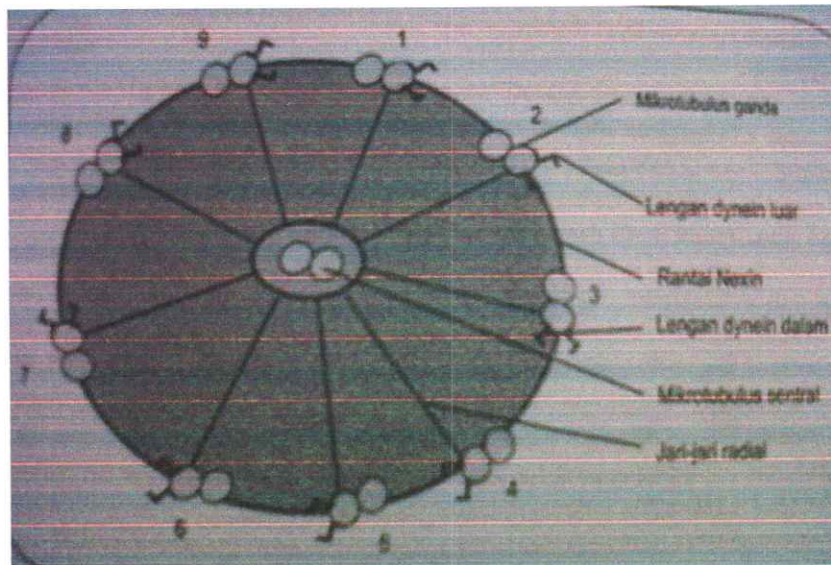 9
1
8
2
Mikrotubulus ganda
Lengan dynein luar
Rantai Nexin
3
Lengan dynein dalam
7
Mikrotubulus sentral
Jari-jari radial
4
6
5